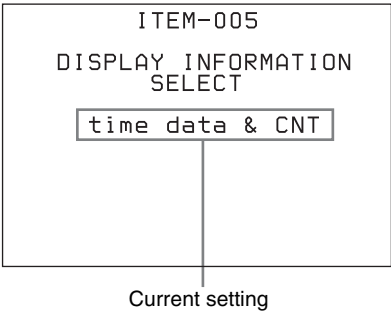 ITEM-005
DISPLAY INFORMATION
SELECT
time data & CNT
Current setting